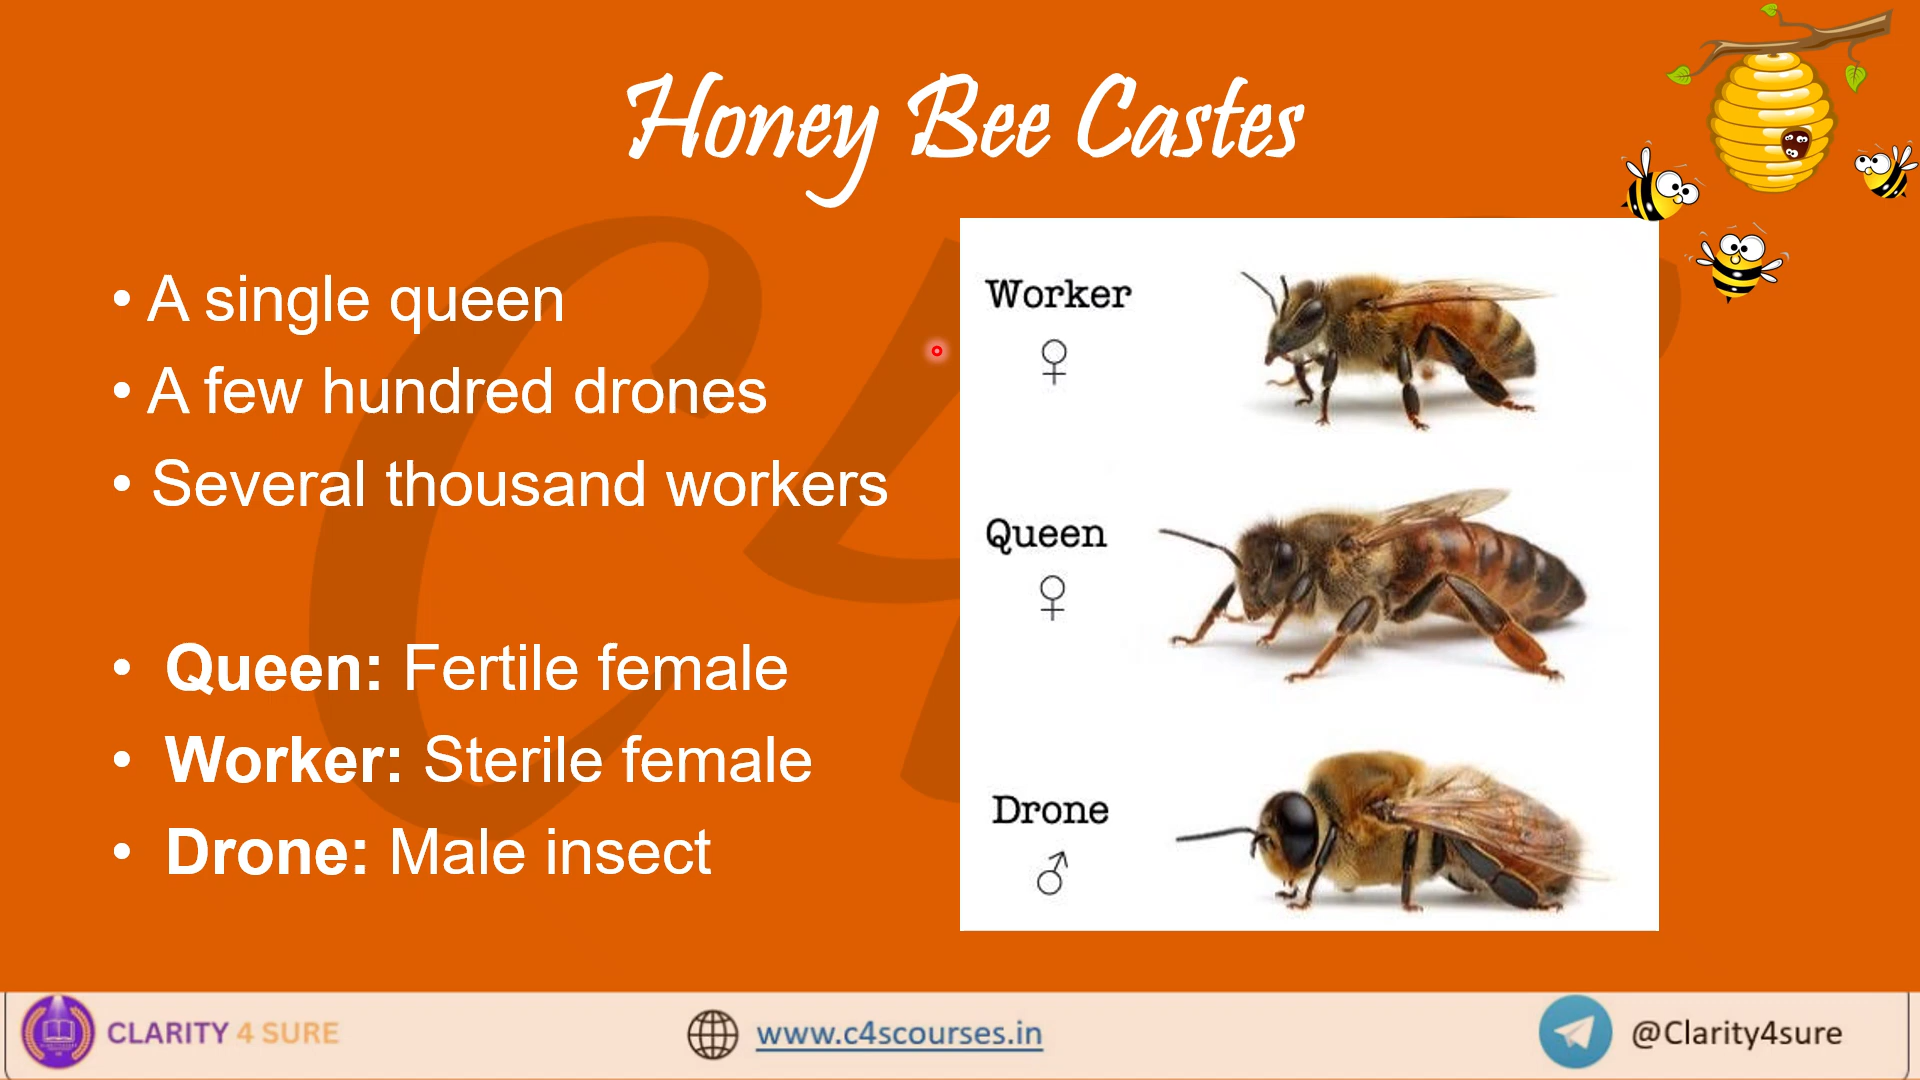 Honey Bee Castes
• A single queen
• A few hundred drones
• Several thousand workers
• Queen: Fertile female
• Worker: Sterile female
• Drone: Male insect
Worker
♀
Queen
♀
Drone
♂
CLARITY 4 SURE
www.c4scourses.in
@Clarity4sure